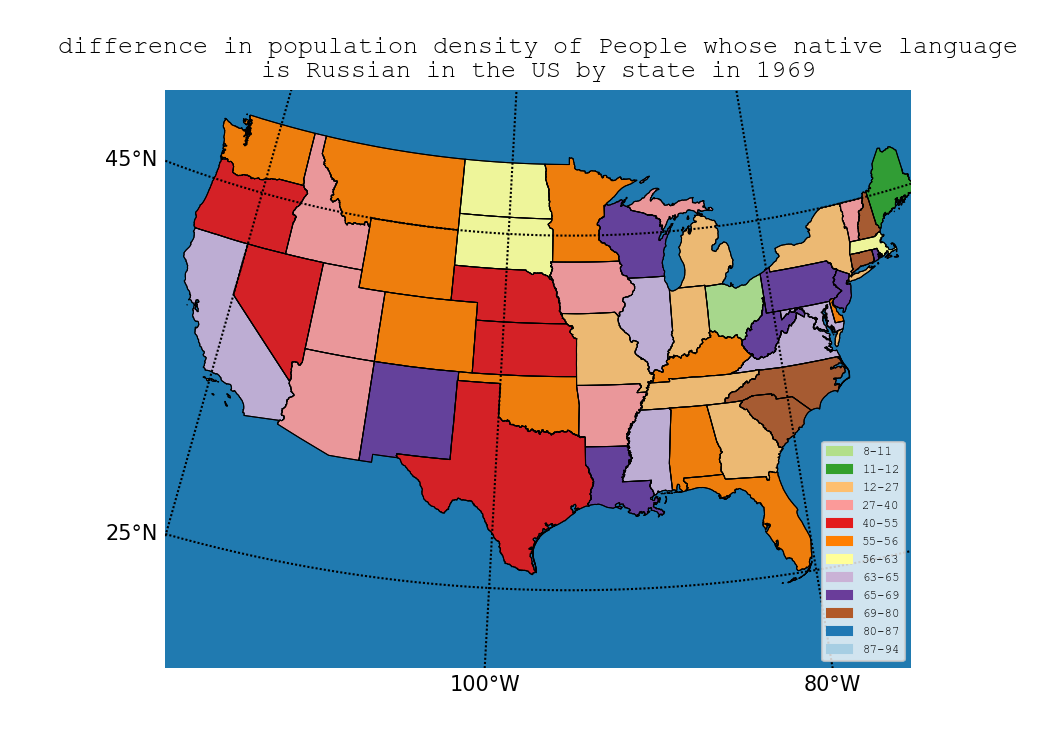 difference in population density of People whose native language
is Russian in the US by state in 1969
45°N
25°N
100°W
80°W
8−11
11−12
12−27
27−40
40−55
55−56
56−63
63−65
65−69
69−80
80−87
87−94